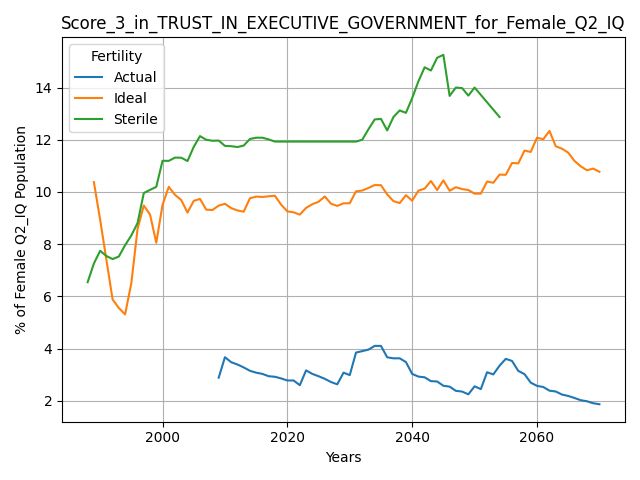 Score_3_in_TRUST_IN_EXECUTIVE_GOVERNMENT_for_Female_Q2_IQ
Fertility
Actual
Ideal
Sterile
% of Female Q2_IQ Population
14
12
10
8
6
4
2
2000
2020
2040
2060
Years